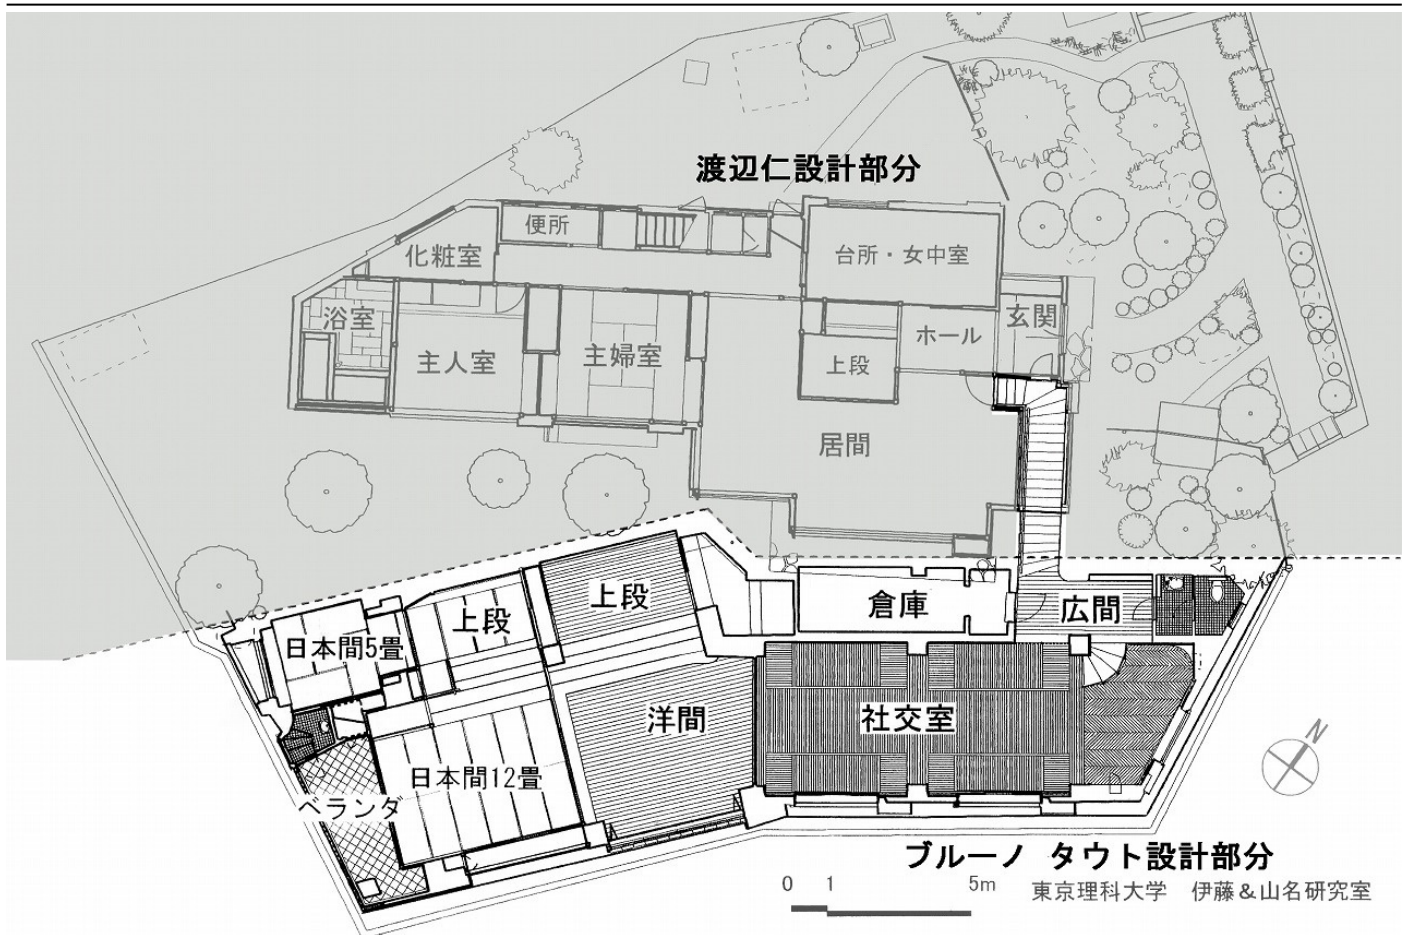 渡辺仁設計部分
便所
化粧室
台所・女中室
浴室
主人室
主婦室
上段
ホール
玄関
居間
上段
上段
倉庫
広間
日本間5畳
洋間
社交室
日本間12畳
ベランダ
N
ブルーノ タウト設計部分
0 1 5m
東京理科大学 伊藤&山名研究室